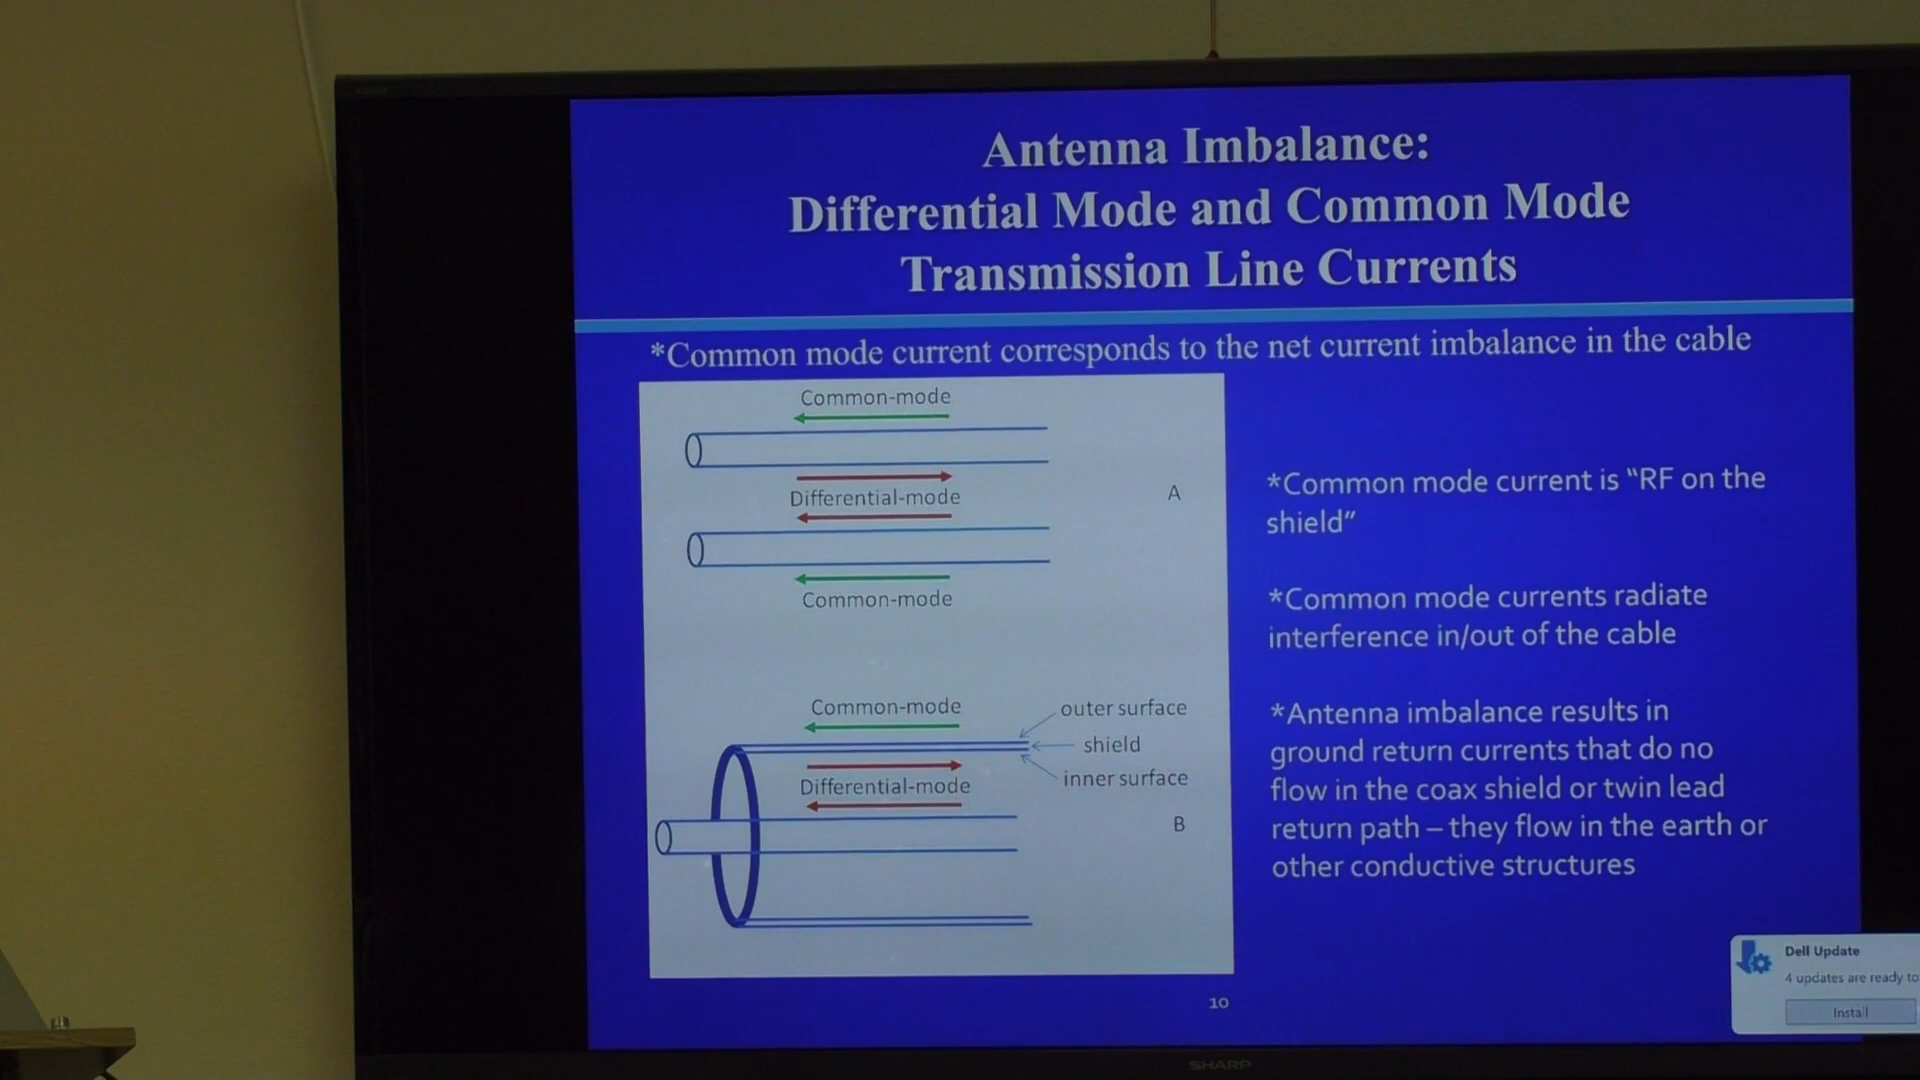 Antenna Imbalance:
Differential Mode and Common Mode
Transmission Line Currents
*Common mode current corresponds to the net current imbalance in the cable
Common-mode
Differential-mode
A
Common-mode
Common-mode
outer surface
shield
inner surface
Differential-mode
B
*Common mode current is “RF on the
shield”
*Common mode currents radiate
interference in/out of the cable
*Antenna imbalance results in
ground return currents that do no
flow in the coax shield or twin lead
return path – they flow in the earth or
other conductive structures
10
Dell Update
4 updates are ready to
Install
SHARP